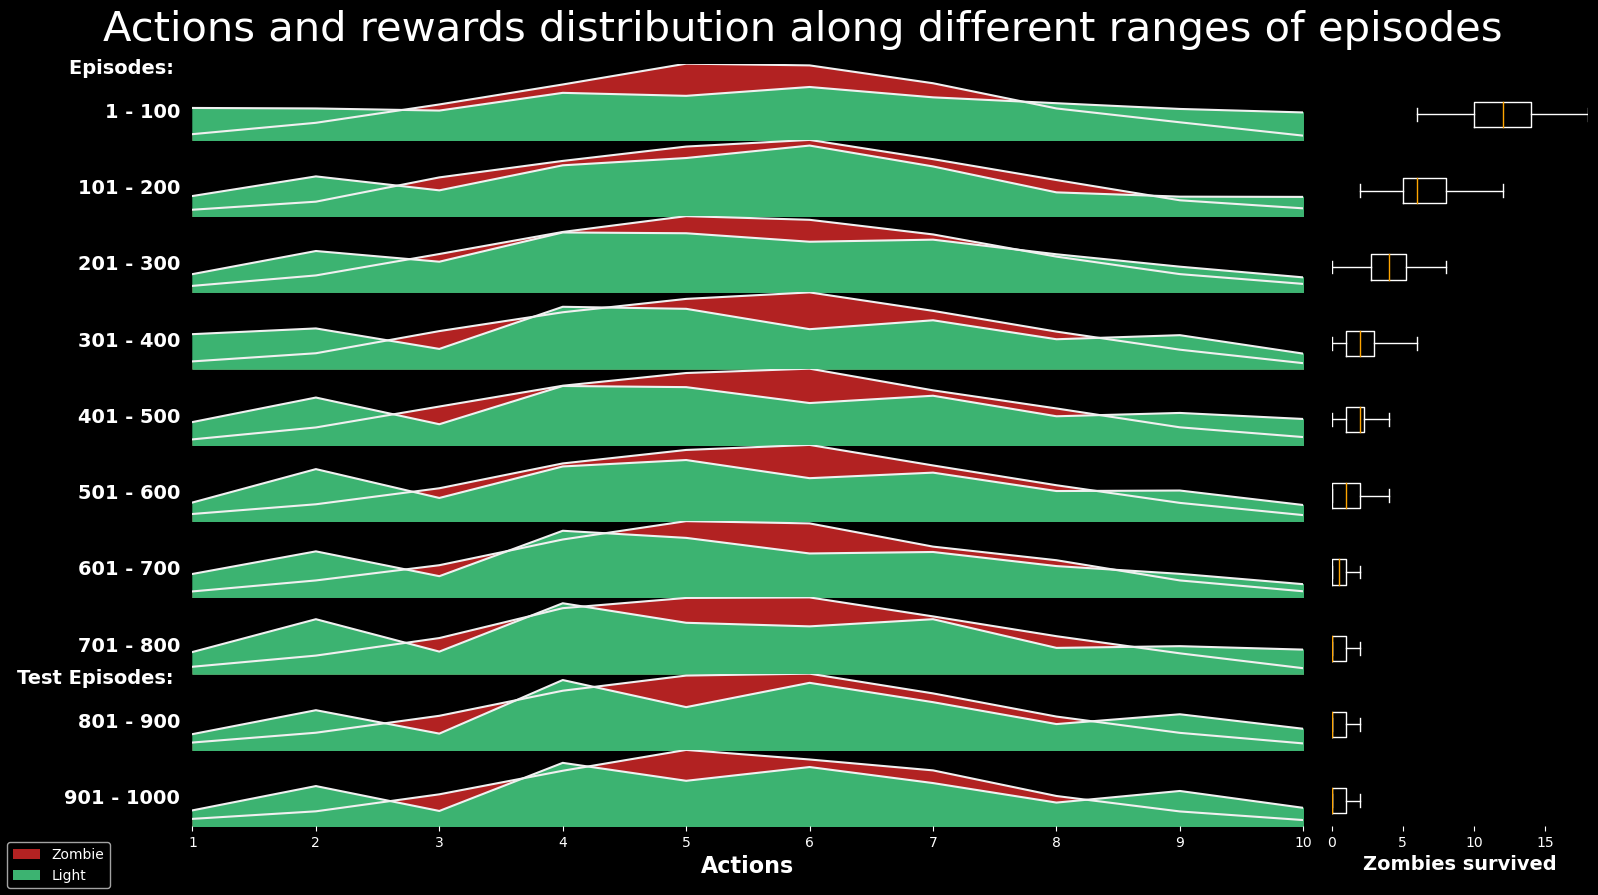 Actions and rewards distribution along different ranges of episodes
Episodes:
1 - 100
101 - 200
201 - 300
301 - 400
401 - 500
501 - 600
601 - 700
701 - 800
Test Episodes:
801 - 900
901 - 1000
1 2 3 4 5 6 7 8 9 10
0 5 10 15
Actions
Zombies survived
Zombie
Light